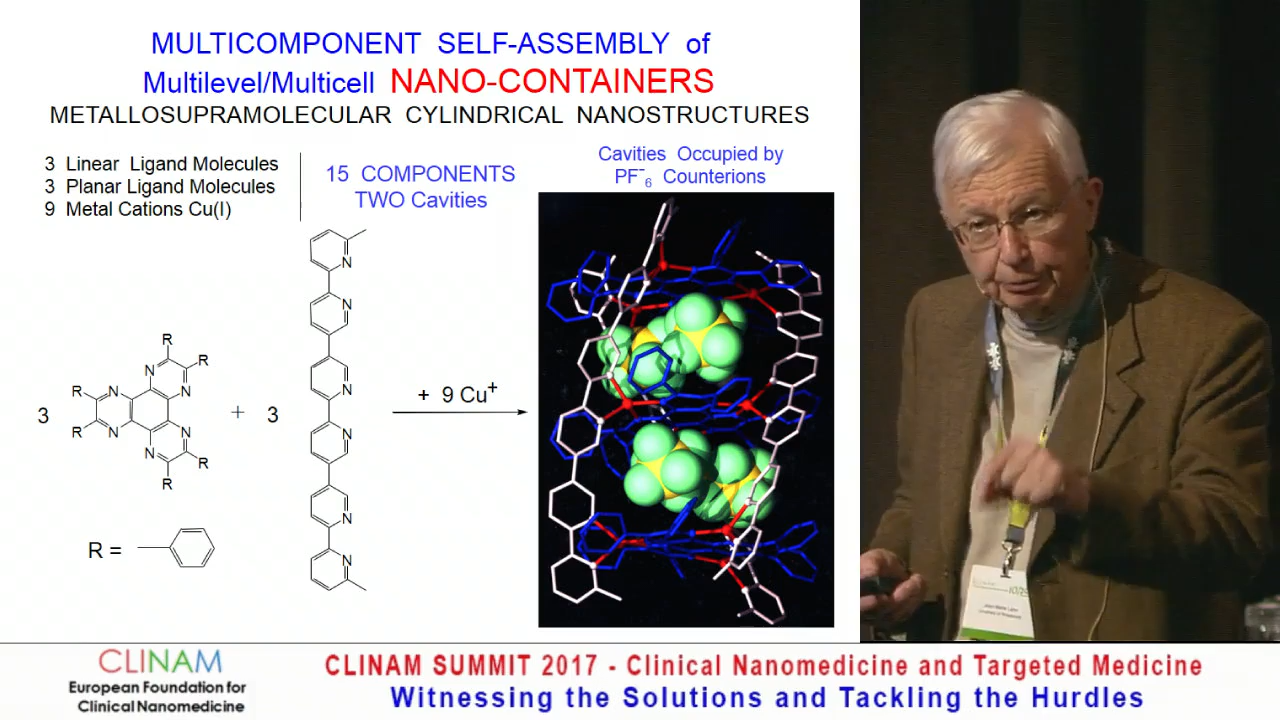 MULTICOMPONENT SELF-ASSEMBLY of
Multilevel/Multicell NANO-CONTAINERS
METALLOSUPRAMOLECULAR CYLINDRICAL NANOSTRUCTURES
3 Linear Ligand Molecules
3 Planar Ligand Molecules
9 Metal Cations Cu(I)
15 COMPONENTS
TWO Cavities
Cavities Occupied by
PF₆⁻ Counterions
3
R
R
R
R
R
R
N
N
N
N
N
N
+ 3
N
N
N
N
N
N
+ 9 Cu⁺
R =
CLINAM
European Foundation for
Clinical Nanomedicine
CLINAM SUMMIT 2017 - Clinical Nanomedicine and Targeted Medicine
Witnessing the Solutions and Tackling the Hurdles